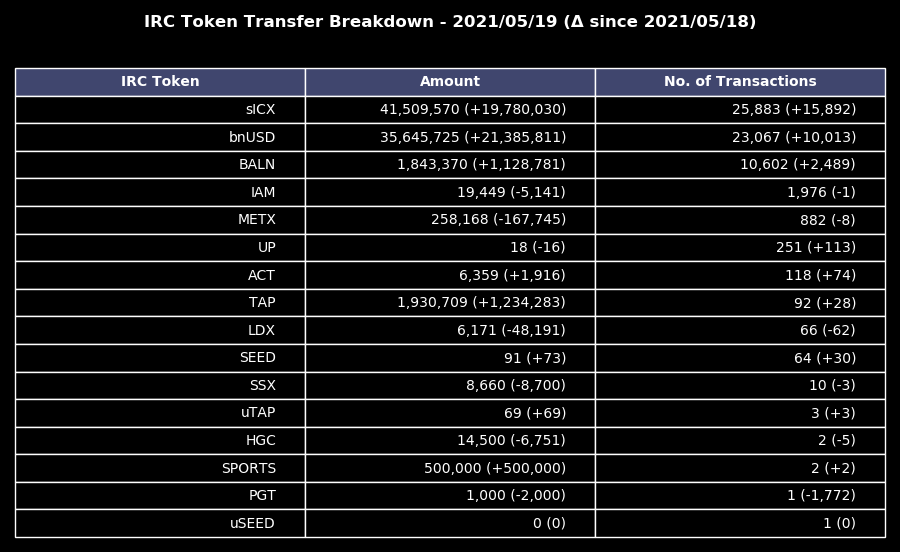 IRC Token Transfer Breakdown - 2021/05/19 (Δ since 2021/05/18)
IRC Token Amount No. of Transactions
sICX 41,509,570 (+19,780,030) 25,883 (+15,892)
bnUSD 35,645,725 (+21,385,811) 23,067 (+10,013)
BALN 1,843,370 (+1,128,781) 10,602 (+2,489)
IAM 19,449 (-5,141) 1,976 (-1)
METX 258,168 (-167,745) 882 (-8)
UP 18 (-16) 251 (+113)
ACT 6,359 (+1,916) 118 (+74)
TAP 1,930,709 (+1,234,283) 92 (+28)
LDX 6,171 (-48,191) 66 (-62)
SEED 91 (+73) 64 (+30)
SSX 8,660 (-8,700) 10 (-3)
uTAP 69 (+69) 3 (+3)
HGC 14,500 (-6,751) 2 (-5)
SPORTS 500,000 (+500,000) 2 (+2)
PGT 1,000 (-2,000) 1 (-1,772)
uSEED 0 (0) 1 (0)